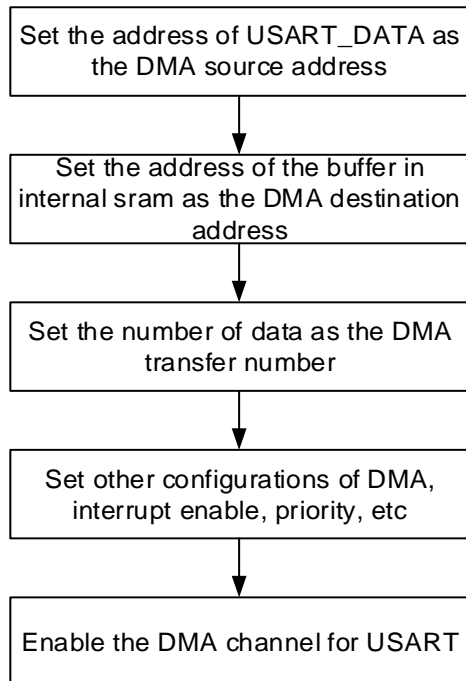 Set the address of USART_DATA as
the DMA source address
Set the address of the buffer in
internal sram as the DMA destination
address
Set the number of data as the DMA
transfer number
Set other configurations of DMA,
interrupt enable, priority, etc
Enable the DMA channel for USART